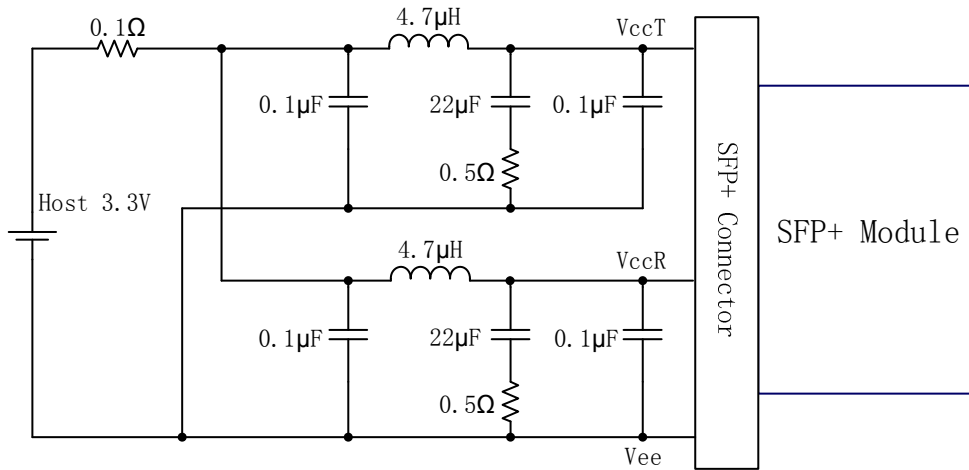 4.7μH
0.1Ω
VccT
0.1μF
22μF
0.1μF
0.5Ω
Host 3.3V
SFP+ Connector
SFP+ Module
4.7μH
VccR
0.1μF
22μF
0.1μF
0.5Ω
Vee